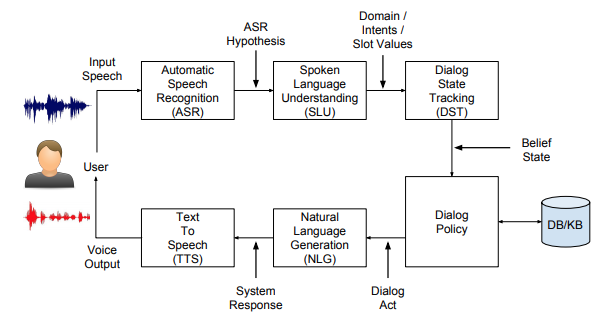 Domain /
Intents /
Slot Values
ASR
Hypothesis
Input
Speech
Automatic
Speech
Recognition
(ASR)
Spoken
Language
Understanding
(SLU)
Dialog
State
Tracking
(DST)
Belief
State
User
Text
To
Speech
(TTS)
Natural
Language
Generation
(NLG)
Dialog
Policy
DB/KB
Voice
Output
System
Response
Dialog
Act